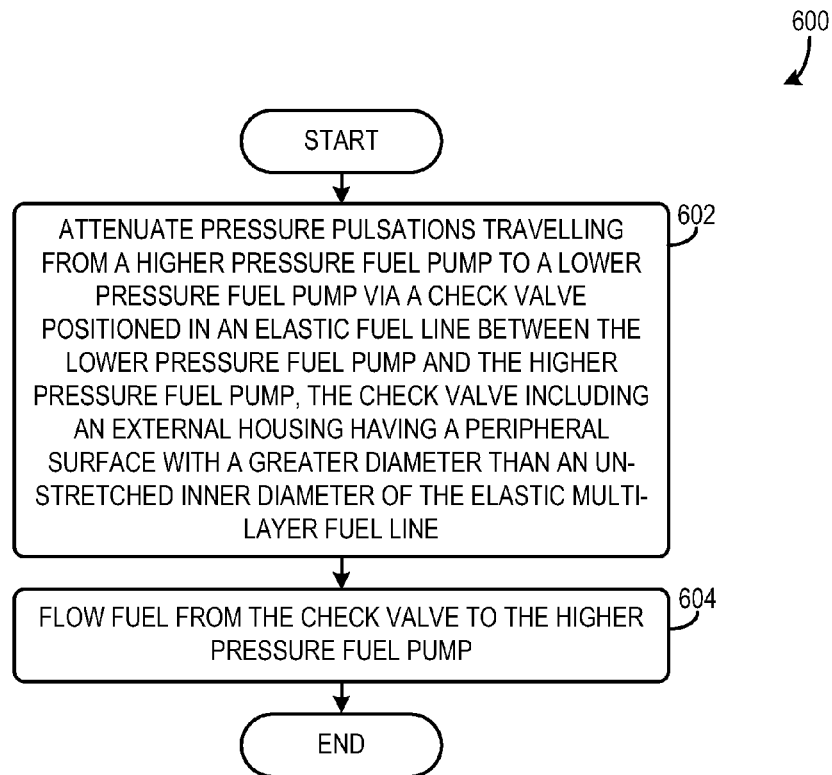 600
START
602
ATTENUATE PRESSURE PULSATIONS TRAVELLING
FROM A HIGHER PRESSURE FUEL PUMP TO A LOWER
PRESSURE FUEL PUMP VIA A CHECK VALVE
POSITIONED IN AN ELASTIC FUEL LINE BETWEEN THE
LOWER PRESSURE FUEL PUMP AND THE HIGHER
PRESSURE FUEL PUMP, THE CHECK VALVE INCLUDING
AN EXTERNAL HOUSING HAVING A PERIPHERAL
SURFACE WITH A GREATER DIAMETER THAN AN UN-
STRETCHED INNER DIAMETER OF THE ELASTIC MULTI-
LAYER FUEL LINE
604
FLOW FUEL FROM THE CHECK VALVE TO THE HIGHER
PRESSURE FUEL PUMP
END